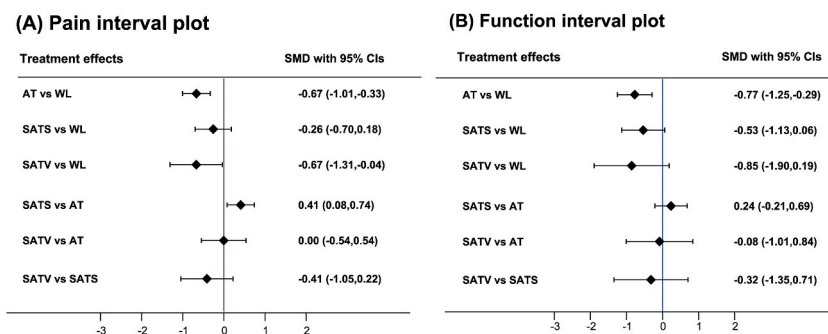 (A) Pain interval plot
Treatment effects SMD with 95% CIs
AT vs WL -0.67 (-1.01,-0.33)
SATS vs WL -0.26 (-0.70,0.18)
SATV vs WL -0.67 (-1.31,-0.04)
SATS vs AT 0.41 (0.08,0.74)
SATV vs AT 0.00 (-0.54,0.54)
SATV vs SATS -0.41 (-1.05,0.22)
-3 -2 -1 0 1 2
(B) Function interval plot
Treatment effects SMD with 95% CIs
AT vs WL -0.77 (-1.25,-0.29)
SATS vs WL -0.53 (-1.13,0.06)
SATV vs WL -0.85 (-1.90,0.19)
SATS vs AT 0.24 (-0.21,0.69)
SATV vs AT -0.08 (-1.01,0.84)
SATV vs SATS -0.32 (-1.35,0.71)
-3 -2 -1 0 1 2